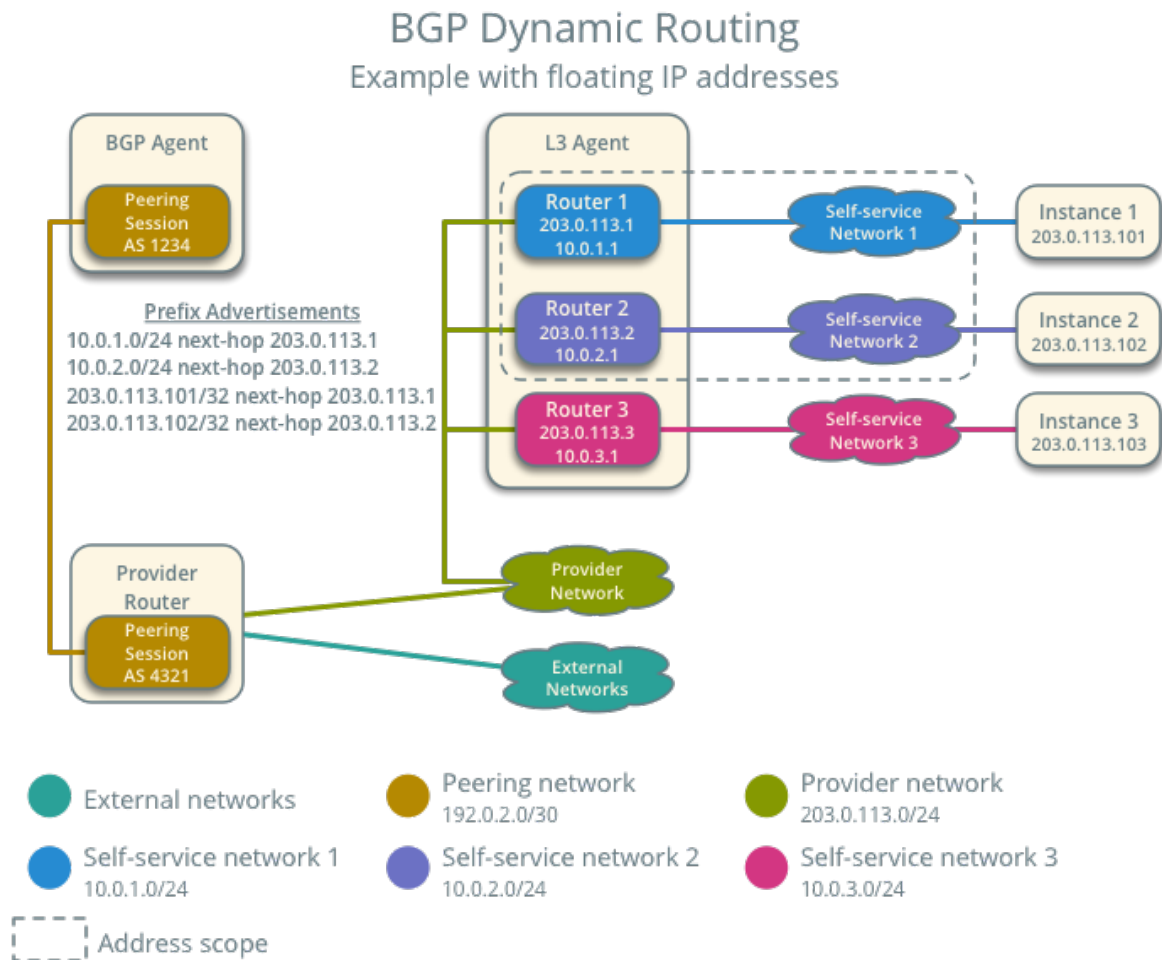 BGP Dynamic Routing
Example with floating IP addresses
BGP Agent
Peering
Session
AS 1234
Prefix Advertisements
10.0.1.0/24 next-hop 203.0.113.1
10.0.2.0/24 next-hop 203.0.113.2
203.0.113.101/32 next-hop 203.0.113.1
203.0.113.102/32 next-hop 203.0.113.2
L3 Agent
Router 1
203.0.113.1
10.0.1.1
Self-service
Network 1
Instance 1
203.0.113.101
Router 2
203.0.113.2
10.0.2.1
Self-service
Network 2
Instance 2
203.0.113.102
Router 3
203.0.113.3
10.0.3.1
Self-service
Network 3
Instance 3
203.0.113.103
Provider
Router
Peering
Session
AS 4321
Provider
Network
External
Networks
External networks
Peering network
192.0.2.0/30
Provider network
203.0.113.0/24
Self-service network 1
10.0.1.0/24
Self-service network 2
10.0.2.0/24
Self-service network 3
10.0.3.0/24
Address scope